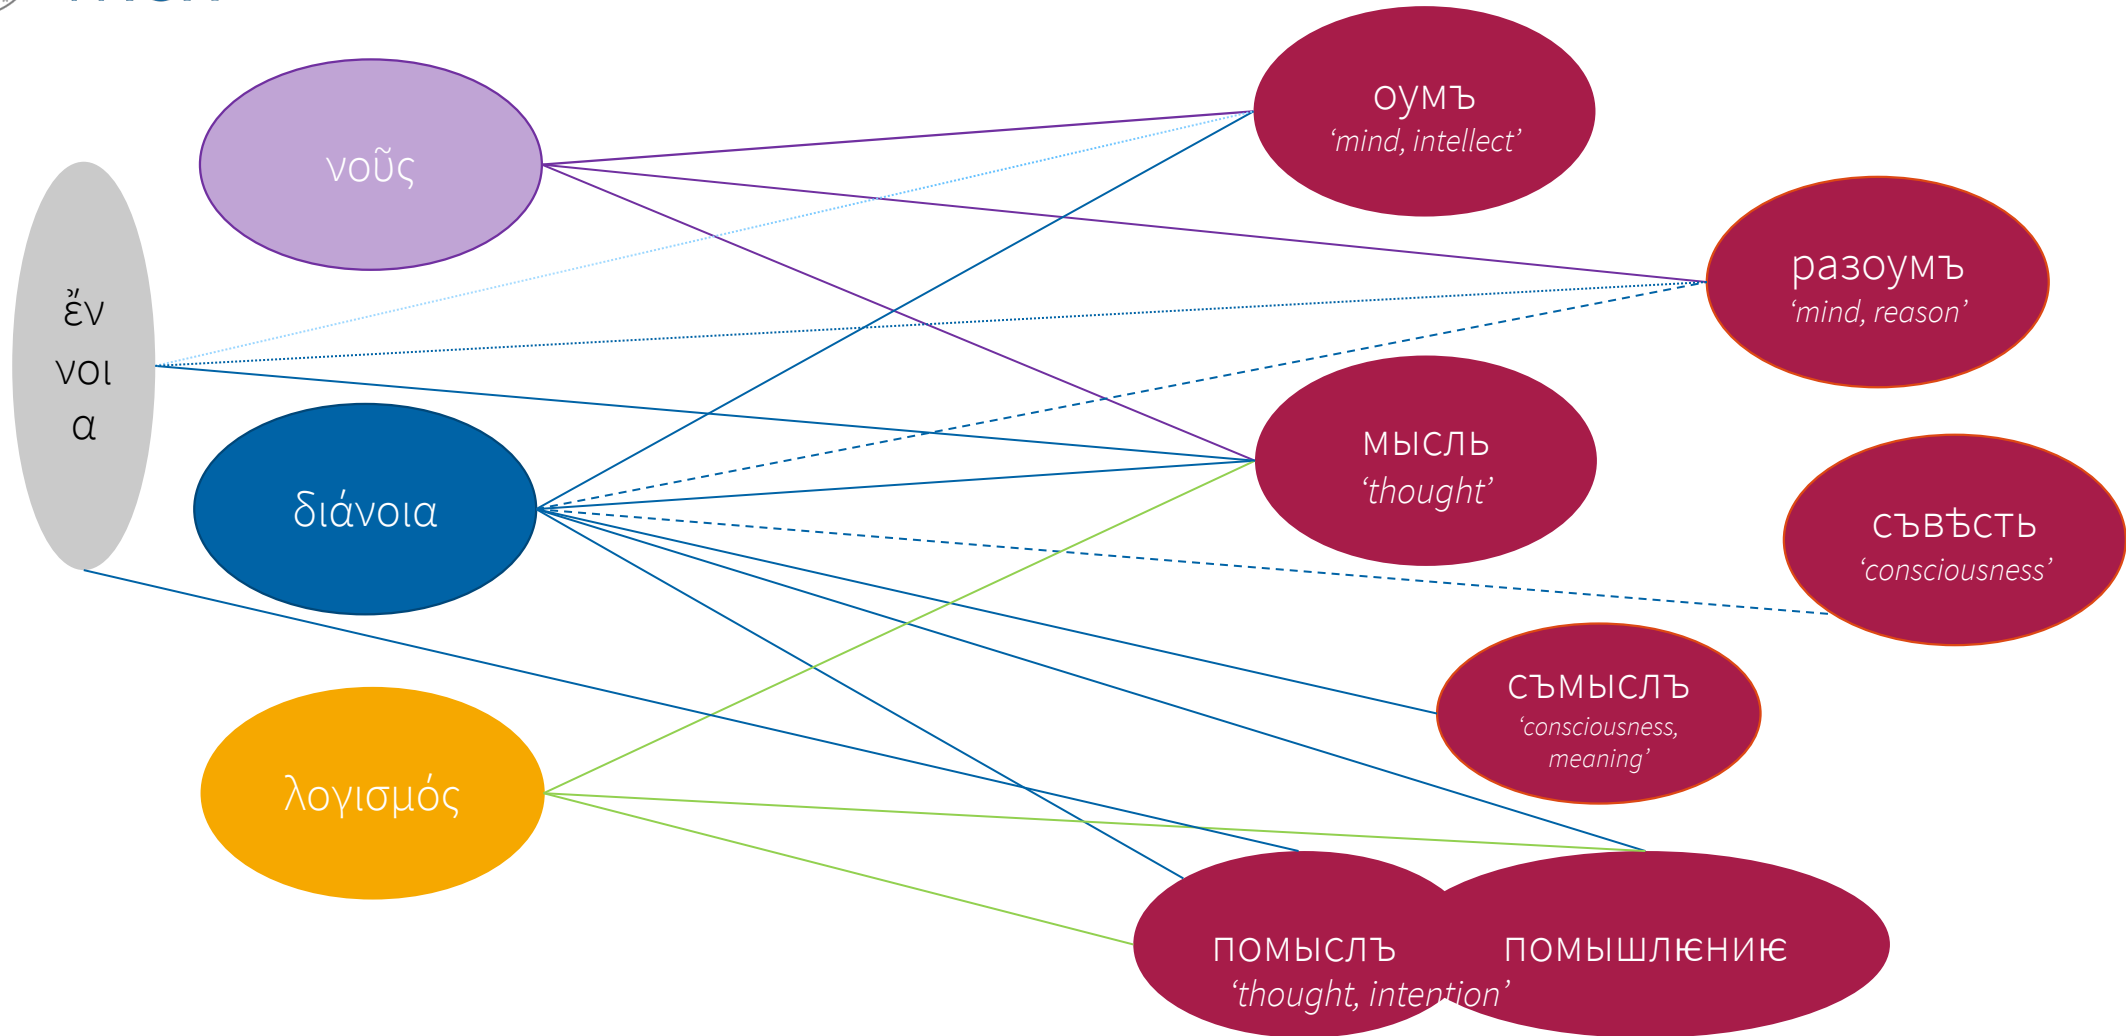 νοῦς
оумъ
‘mind, intellect’
разоумъ
‘mind, reason’
ἔν
νοι
α
мысль
‘thought’
διάνοια
съвѣсть
‘consciousness’
съмыслъ
‘consciousness,
meaning’
λογισμός
помыслъ помышлѥниѥ
‘thought, intention’